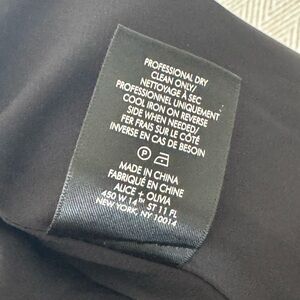 PROFESSIONAL DRY
CLEAN ONLY/
NETTOYAGE À SEC
PROFESSIONNEL UNIQUEMENT
COOL IRON ON REVERSE
SIDE WHEN NEEDED/
FER FRAIS SUR LE CÔTÉ
INVERSE EN CAS DE BESOIN
P
MADE IN CHINA
FABRIQUÉ EN CHINE
ALICE + OLIVIA
450 W 14TH ST 11 FL
NEW YORK, NY 10014